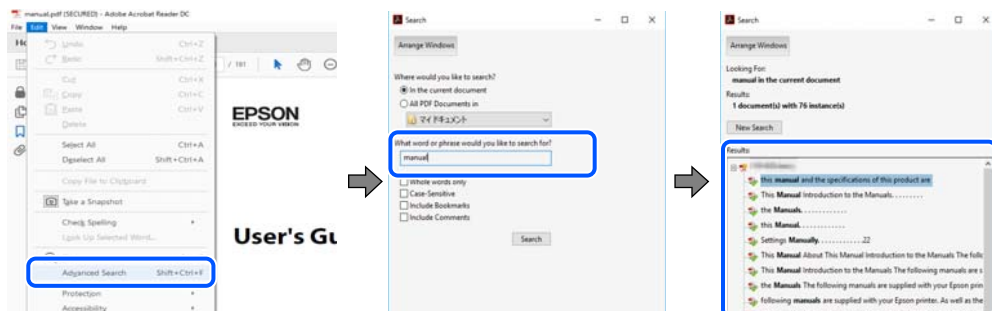 manual.pdf (SECURED) - Adobe Acrobat Reader DC
File Edit View Window Help
Undo Ctrl+Z
Shift+Ctrl+Z
Cut Ctrl+X
Copy Ctrl+C
Paste Ctrl+V
Delete
Select All Ctrl+A
Deselect All Shift+Ctrl+A
Copy File to Clipboard
Take a Snapshot
Check Spelling
Look Up Selected Word...
Advanced Search Shift+Ctrl+F
Protection
Accessibility
/ 181
EPSON
EXCEED YOUR VISION
User's Gu
Search
Arrange Windows
Where would you like to search?
In the current document
All PDF Documents in
マイ ドキュメント
What word or phrase would you like to search for?
manual
Whole words only
Case-Sensitive
Include Bookmarks
Include Comments
Search
Search
Arrange Windows
Looking For:
manual in the current document
Results:
1 document(s) with 76 instance(s)
New Search
Results:
this manual and the specifications of this product are
This Manual Introduction to the Manuals. . . . . . . . .
the Manuals. . . . . . . . . . . . .
this Manual. . . . . . . . . . . . .
Settings Manually. . . . . . . . . . . . .22
This Manual About This Manual Introduction to the Manuals The follo
This Manual Introduction to the Manuals The following manuals are s
the Manuals The following manuals are supplied with your Epson prin
following manuals are supplied with your Epson printer. As well as the